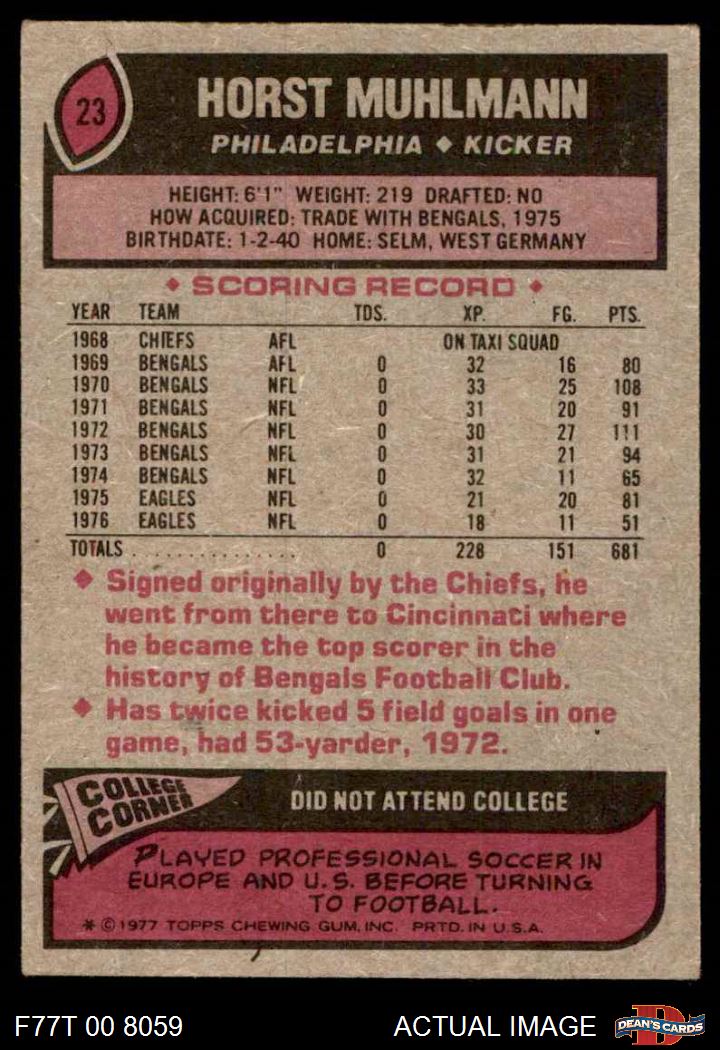 23
HORST MUHLMANN
PHILADELPHIA ♦ KICKER
HEIGHT: 6'1" WEIGHT: 219 DRAFTED: NO
HOW ACQUIRED: TRADE WITH BENGALS, 1975
BIRTHDATE: 1-2-40 HOME: SELM, WEST GERMANY
♦ SCORING RECORD ♦
YEAR TEAM TDS. XP. FG. PTS.
1968 CHIEFS AFL ON TAXI SQUAD
1969 BENGALS AFL 0 32 16 80
1970 BENGALS NFL 0 33 25 108
1971 BENGALS NFL 0 31 20 91
1972 BENGALS NFL 0 30 27 111
1973 BENGALS NFL 0 31 21 94
1974 BENGALS NFL 0 32 11 65
1975 EAGLES NFL 0 21 20 81
1976 EAGLES NFL 0 18 11 51
TOTALS . . . . . . . . . . . . . . . 0 228 151 681
♦ Signed originally by the Chiefs, he
went from there to Cincinnati where
he became the top scorer in the
history of Bengals Football Club.
♦ Has twice kicked 5 field goals in one
game, had 53-yarder, 1972.
COLLEGE
CORNER
DID NOT ATTEND COLLEGE
PLAYED PROFESSIONAL SOCCER IN
EUROPE AND U.S. BEFORE TURNING
TO FOOTBALL.
* © 1977 TOPPS CHEWING GUM, INC. PRTD. IN U.S.A.
F77T 00 8059 ACTUAL IMAGE
D
DEAN'S CARDS